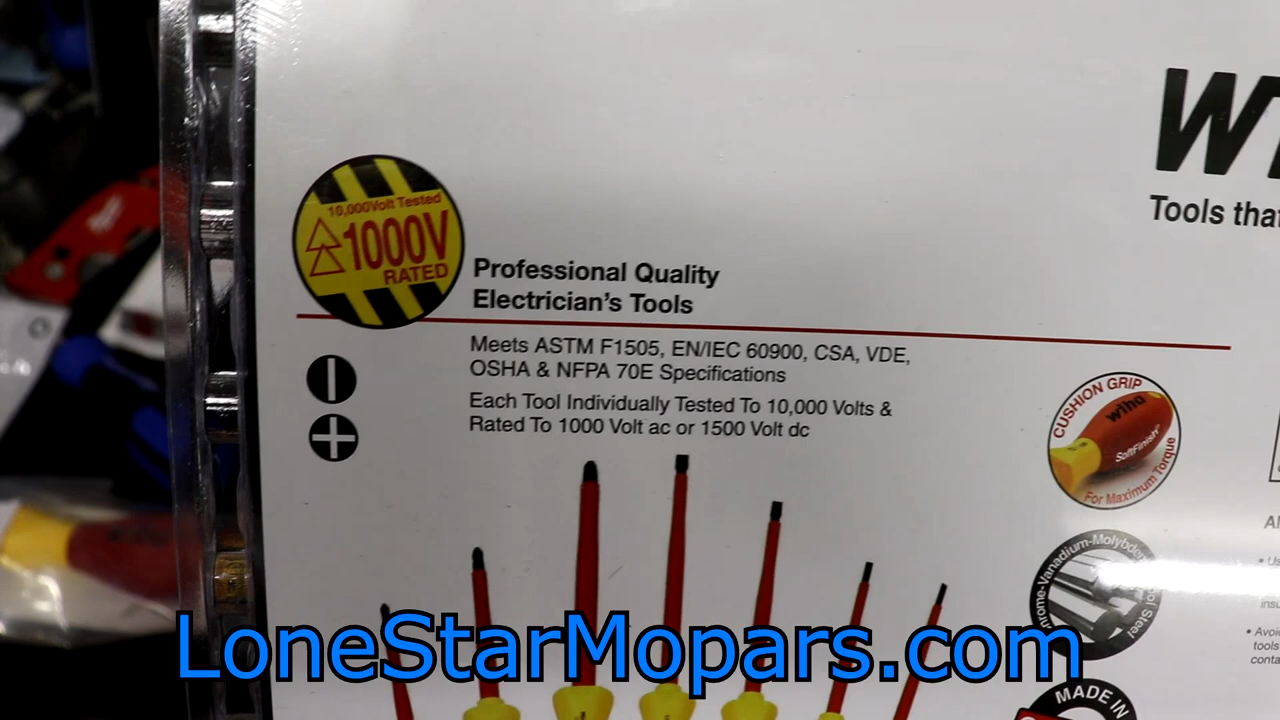 10,000Volt Tested
1000V
RATED
Professional Quality
Electrician's Tools
Meets ASTM F1505, EN/IEC 60900, CSA, VDE,
OSHA & NFPA 70E Specifications
Each Tool Individually Tested To 10,000 Volts &
Rated To 1000 Volt ac or 1500 Volt dc
Tools
CUSHION GRIP
wiha
SoftFinish
For Maximum Torque
Steel
MADE IN
LoneStarMopars.com